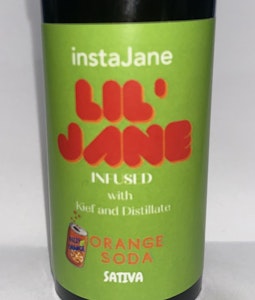 instaJane
LIL'
JANE
INFUSED
with
Kief and Distillate
ORANGE
SODA
SATIVA